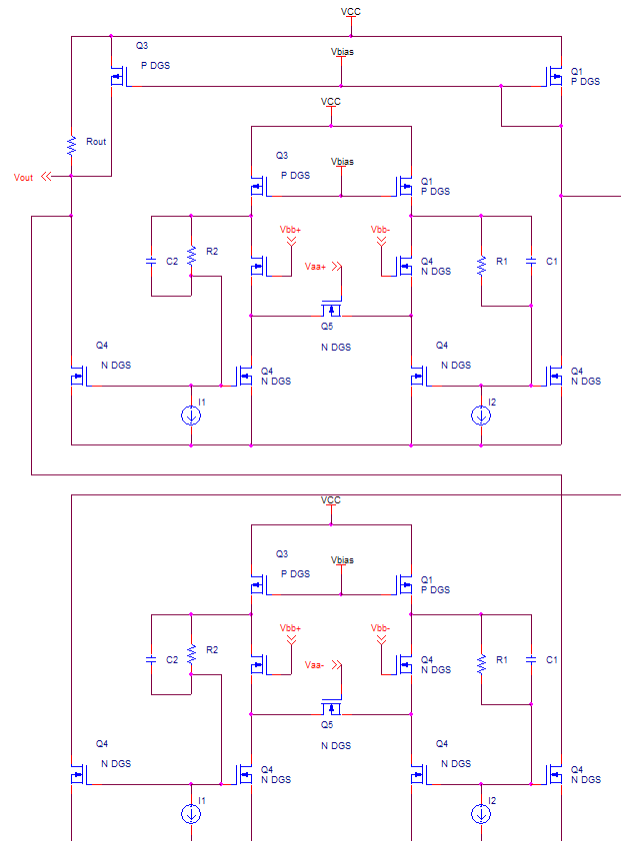 VCC
Q3
P DGS
Vbias
Q1
P DGS
VCC
Rout
Q3
P DGS
Vbias
Q1
P DGS
Vout
Vbb+
Vbb-
C2
R2
Vaa+
Q4
N DGS
R1
C1
Q5
N DGS
Q4
N DGS
Q4
N DGS
Q4
N DGS
Q4
N DGS
I1
I2
VCC
Q3
P DGS
Vbias
Q1
P DGS
Vbb+
Vbb-
C2
R2
Vaa-
Q4
N DGS
R1
C1
Q5
N DGS
Q4
N DGS
Q4
N DGS
Q4
N DGS
Q4
N DGS
I1
I2